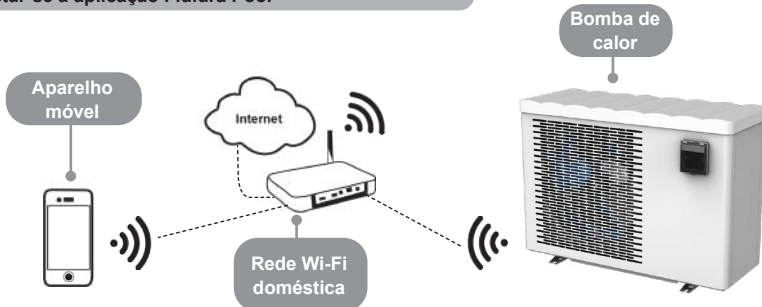 Bomba de
calor
Aparelho
móvel
Internet
Rede Wi-Fi
doméstica